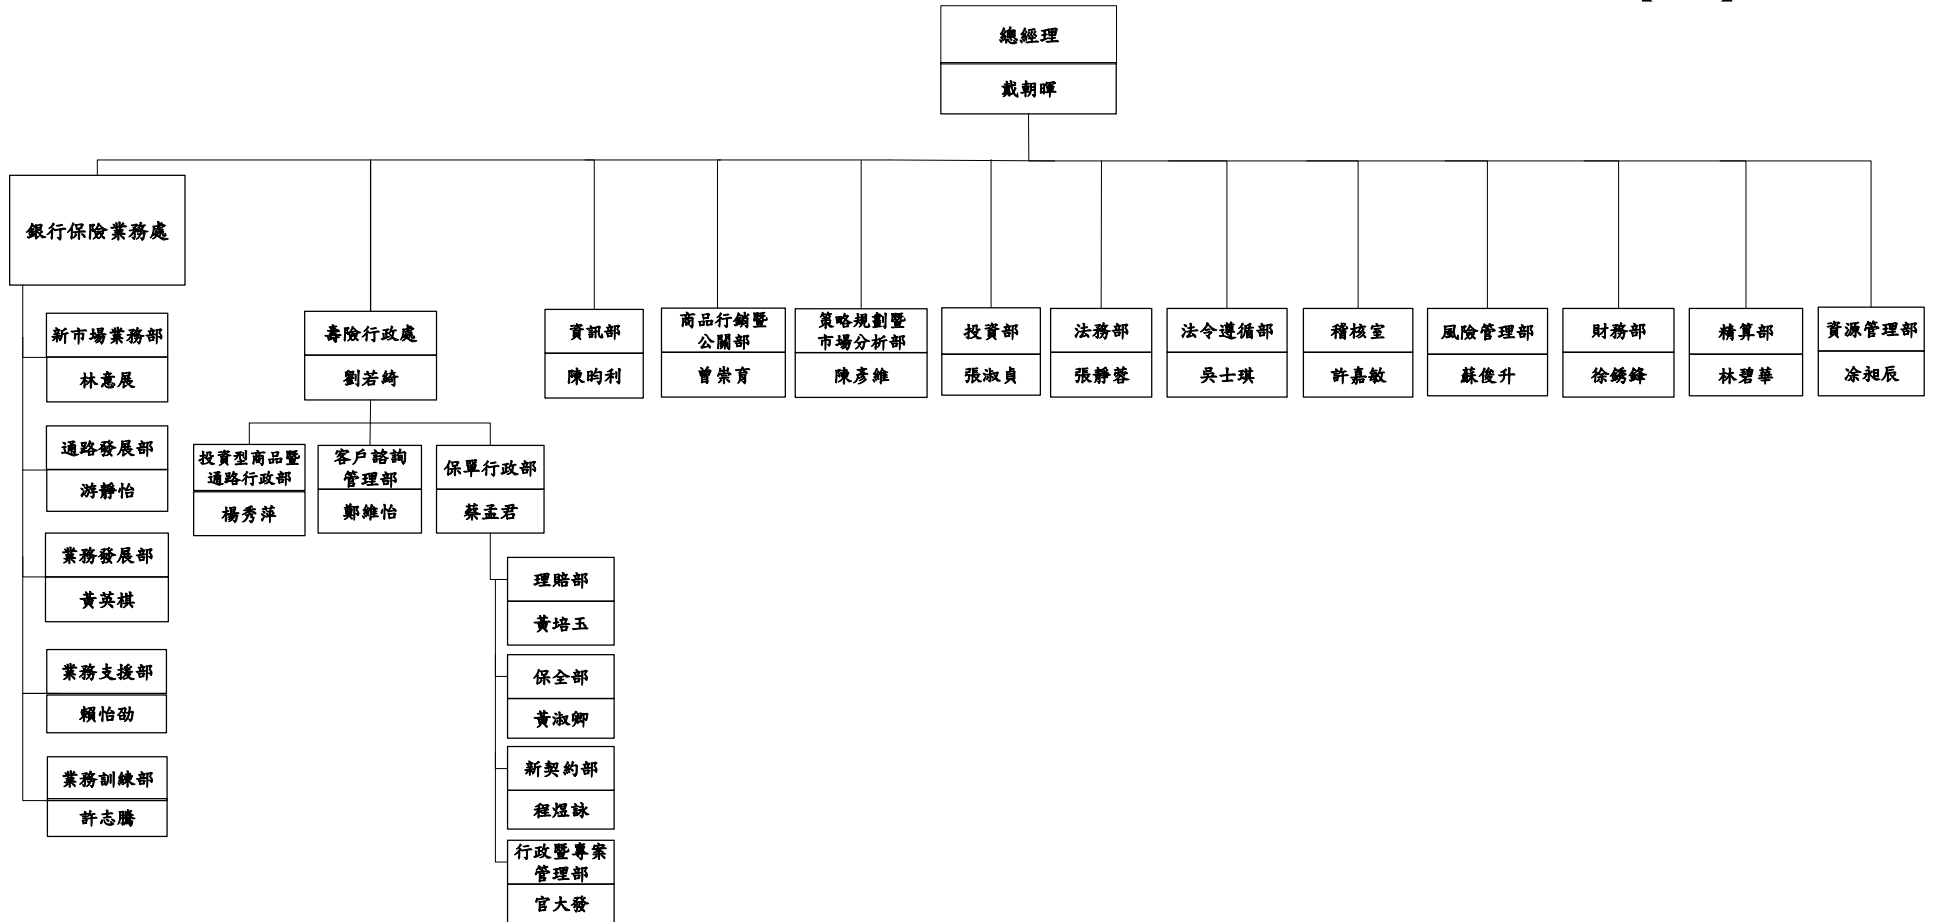 總經理
戴朝暉
銀行保險業務處
新市場業務部
林意展
通路發展部
游靜怡
業務發展部
黃英棋
業務支援部
賴怡劭
業務訓練部
許志騰
壽險行政處
劉若綺
投資型商品暨
通路行政部
楊秀萍
客戶諮詢
管理部
鄭維怡
保單行政部
蔡孟君
理賠部
黃培玉
保全部
黃淑卿
新契約部
程煜詠
行政暨專案
管理部
官大發
資訊部
陳昀利
商品行銷暨
公關部
曾崇育
策略規劃暨
市場分析部
陳彥維
投資部
張淑貞
法務部
張靜蓉
法令遵循部
吳士琪
稽核室
許嘉敏
風險管理部
蘇俊升
財務部
徐銹鋒
精算部
林碧華
資源管理部
凃昶辰